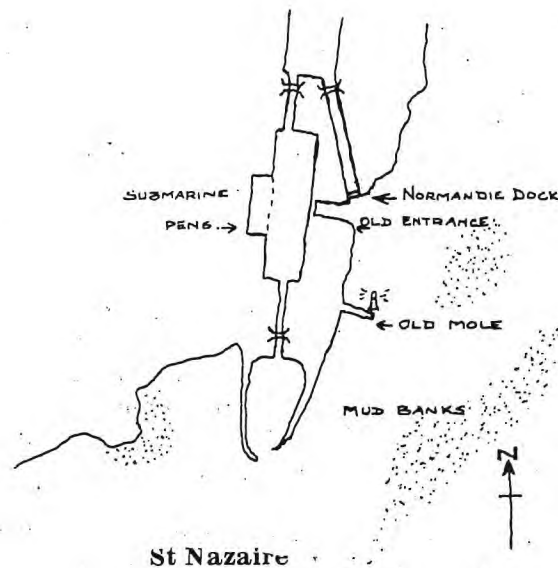 SUBMARINE
PENS.
NORMANDIE DOCK
OLD ENTRANCE
OLD MOLE
MUD BANKS
N
St Nazaire